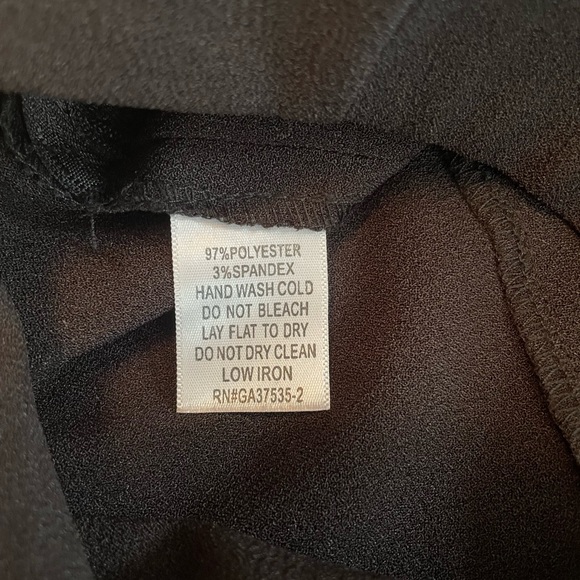 97%POLYESTER
3%SPANDEX
HAND WASH COLD
DO NOT BLEACH
LAY FLAT TO DRY
DO NOT DRY CLEAN
LOW IRON
RN#GA37535-2